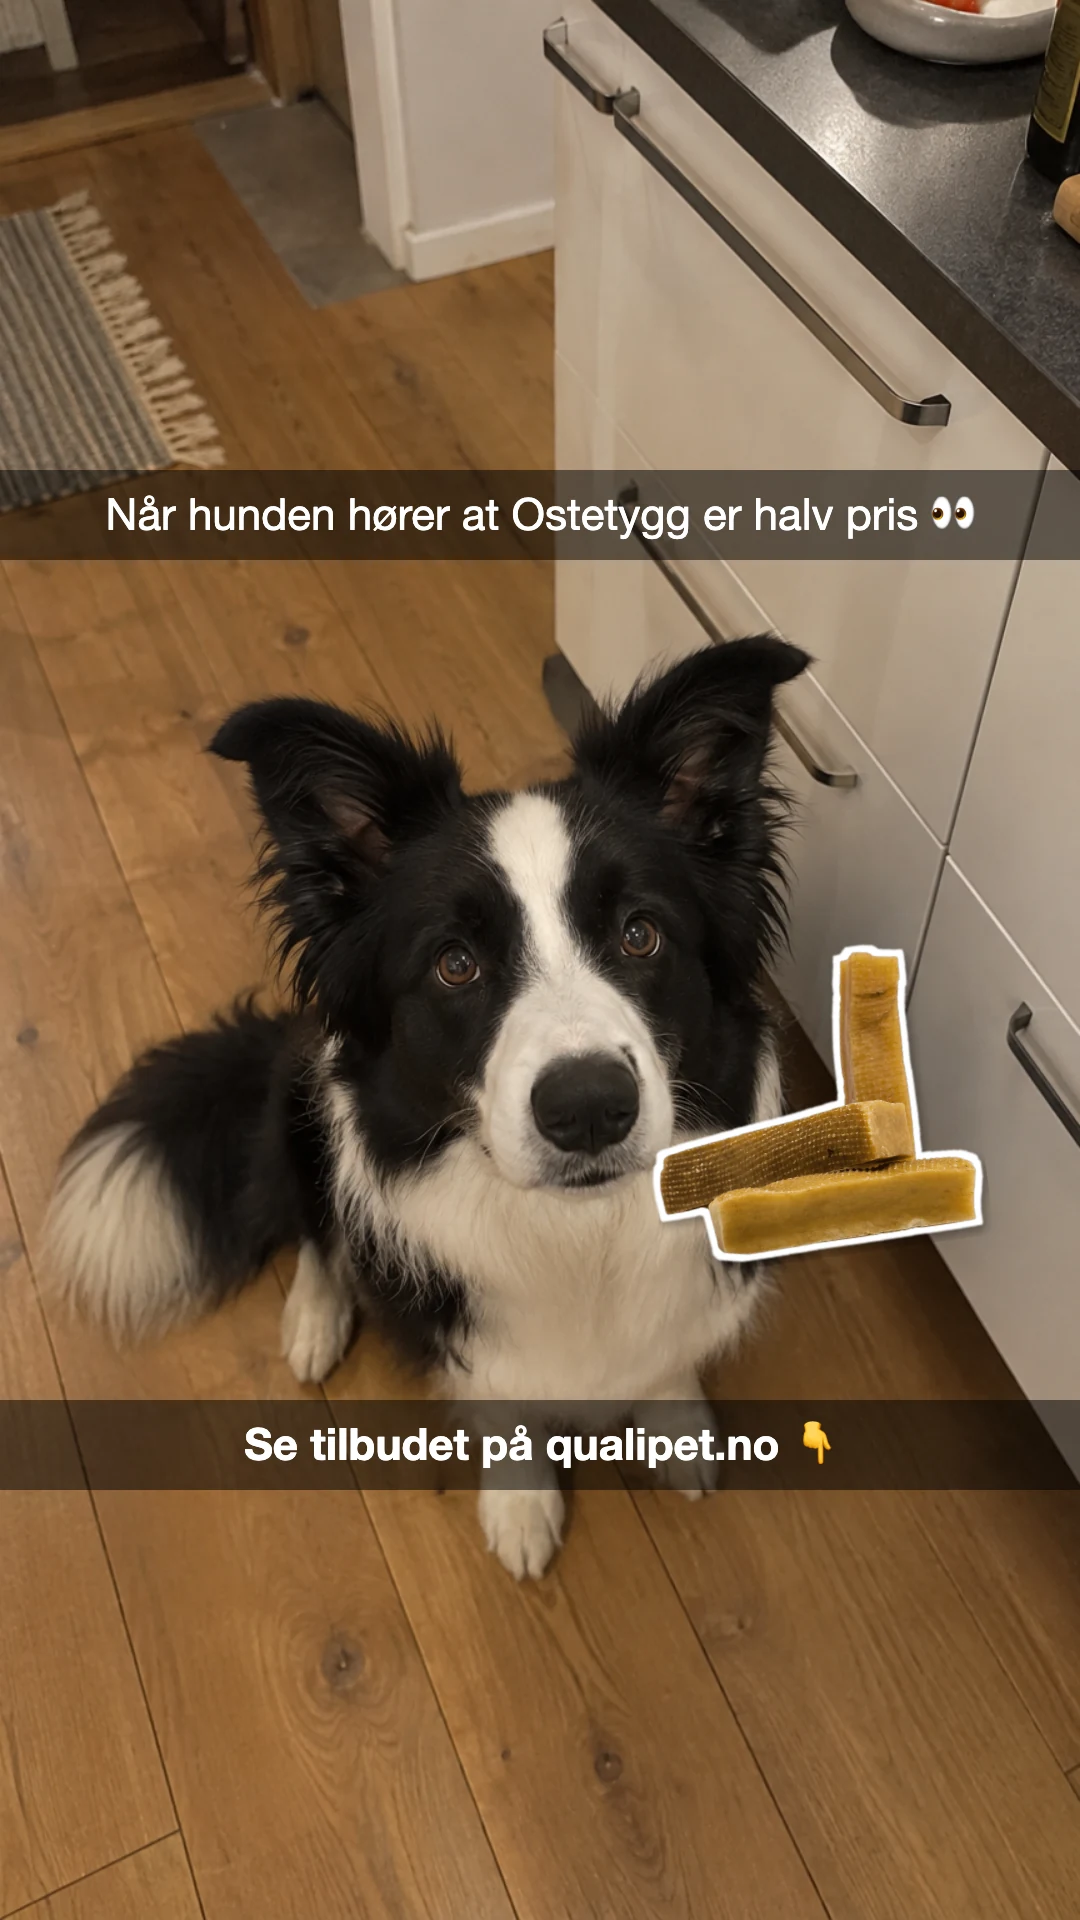 Når hunden hører at Ostetygg er halv pris 👀
Se tilbudet på qualipet.no 👇